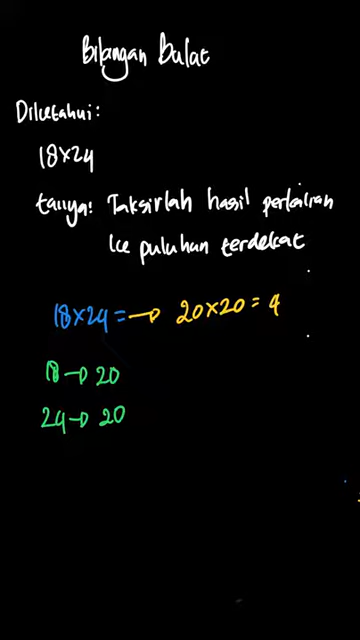 Bilangan Bulat
Diketahui:
18x24
tanya: Taksirlah hasil perkalian
ke puluhan terdekat
18x24 = → 20x20 = 4
18 → 20
24 → 20